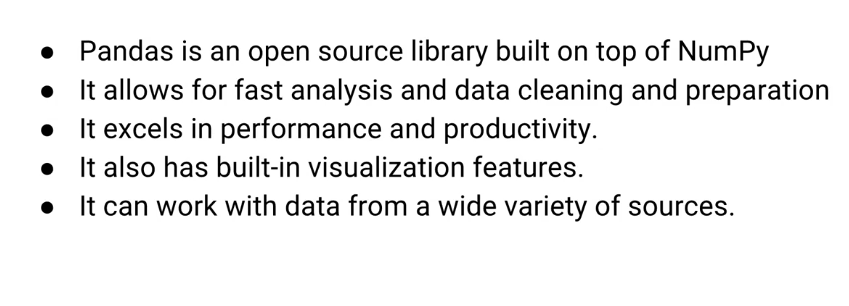 ● Pandas is an open source library built on top of NumPy
● It allows for fast analysis and data cleaning and preparation
● It excels in performance and productivity.
● It also has built-in visualization features.
● It can work with data from a wide variety of sources.